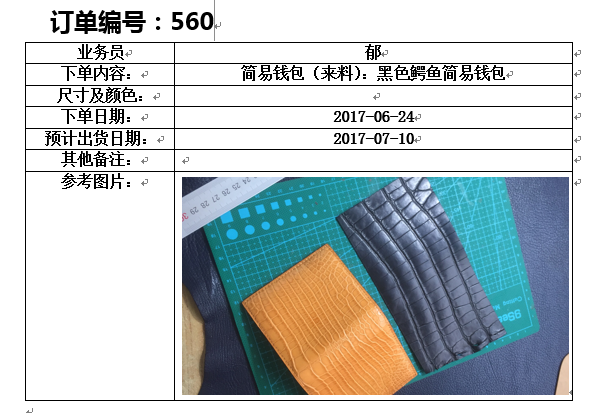 订单编号：560
业务员 郁
下单内容： 简易钱包（来料）：黑色鳄鱼简易钱包
尺寸及颜色：
下单日期： 2017-06-24
预计出货日期： 2017-07-10
其他备注：
参考图片：